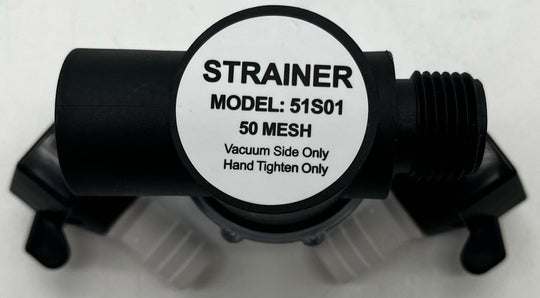 STRAINER
MODEL: 51S01
50 MESH
Vacuum Side Only
Hand Tighten Only